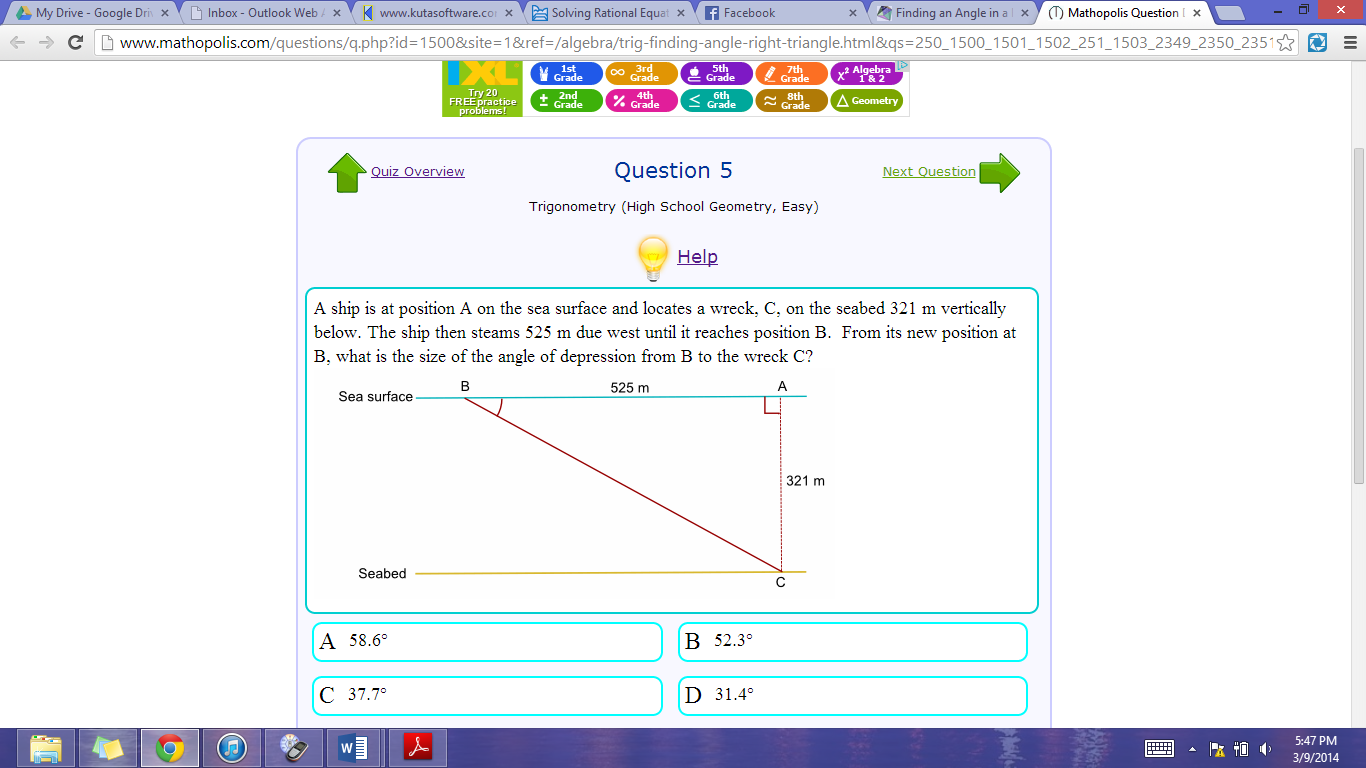 My Drive - Google Dri
Inbox - Outlook Web A
www.kutasoftware.co
Solving Rational Equat
Facebook
Finding an Angle in a
Mathopolis Question
www.mathopolis.com/questions/q.php?id=1500&site=1&ref=/algebra/trig-finding-angle-right-triangle.html&qs=250_1500_1501_1502_251_1503_2349_2350_2351
IXL
Try 20
FREE practice
problems!
1st Grade
3rd Grade
5th Grade
7th Grade
x² Algebra 1 & 2
± 2nd Grade
% 4th Grade
≤ 6th Grade
≈ 8th Grade
Geometry
Quiz Overview
Question 5
Next Question
Trigonometry (High School Geometry, Easy)
Help
A ship is at position A on the sea surface and locates a wreck, C, on the seabed 321 m vertically
below. The ship then steams 525 m due west until it reaches position B. From its new position at
B, what is the size of the angle of depression from B to the wreck C?
B
525 m
A
Sea surface
321 m
Seabed
C
A 58.6°
B 52.3°
C 37.7°
D 31.4°
5:47 PM
3/9/2014